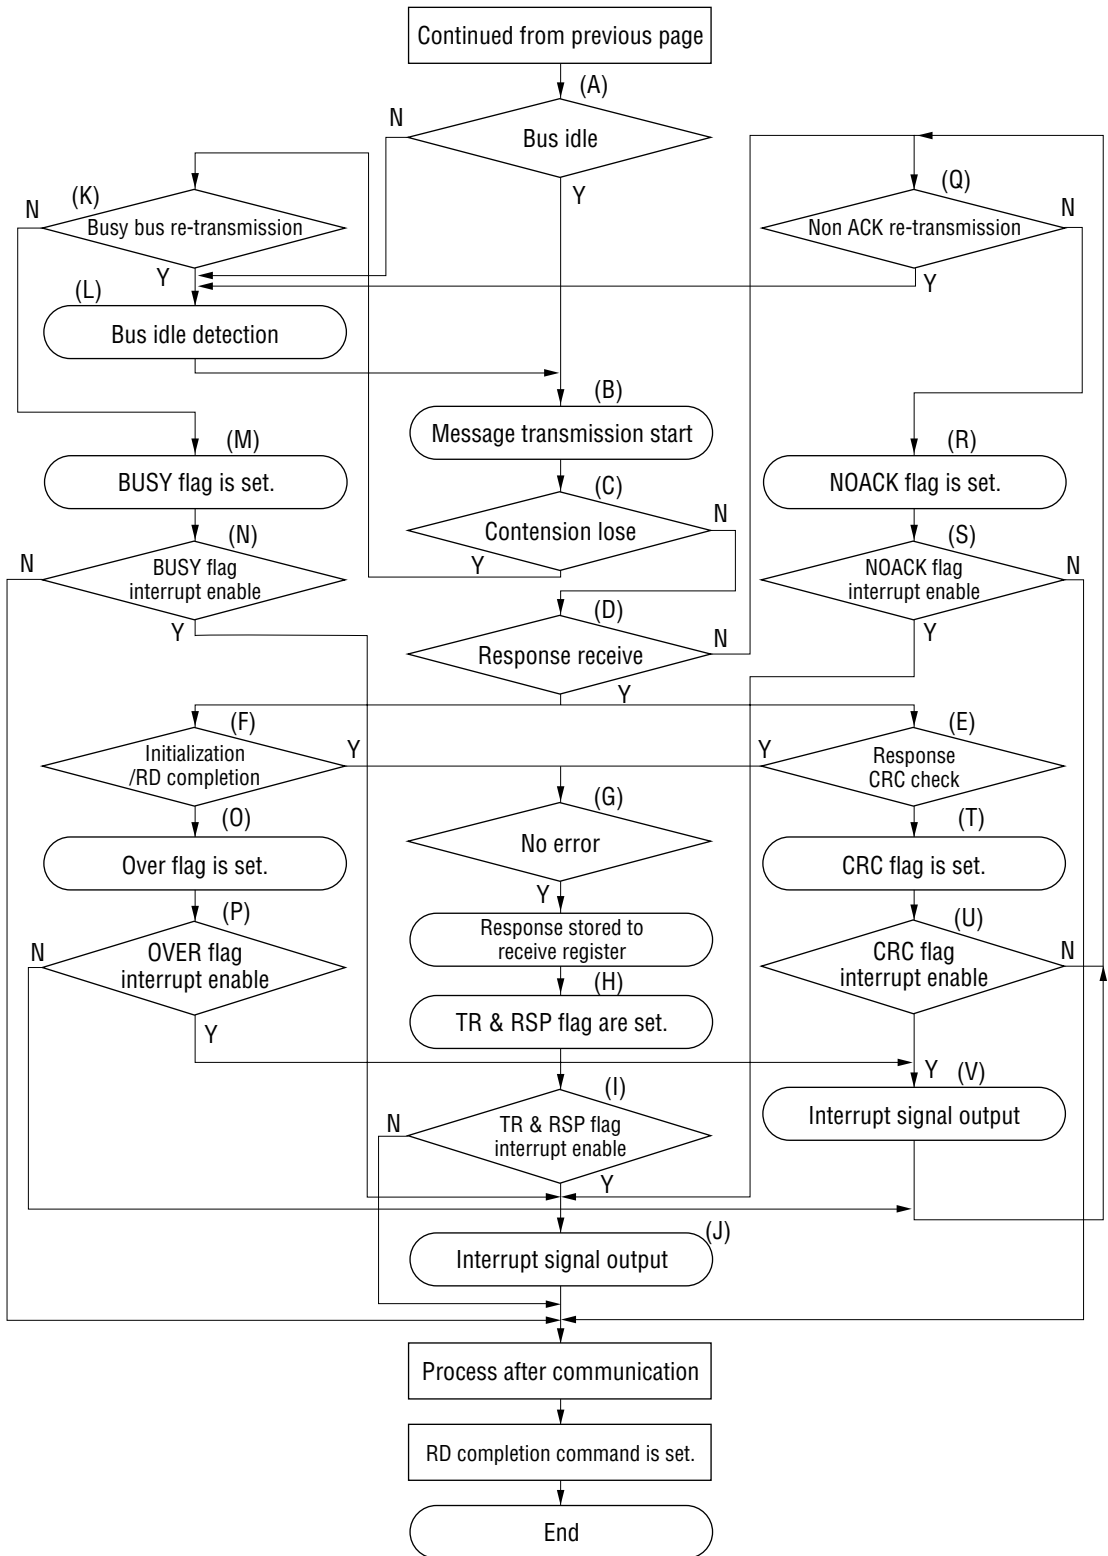 Continued from previous page
(A)
N
Bus idle
Y
(K)
N
Busy bus re-transmission
Y
(Q)
N
Non ACK re-transmission
Y
(L)
Bus idle detection
(B)
Message transmission start
(M)
BUSY flag is set.
(R)
NOACK flag is set.
(C)
N
Contension lose
Y
(N)
N
BUSY flag
interrupt enable
Y
(S)
NOACK flag
interrupt enable
N
Y
(D)
N
Response receive
Y
(F)
Initialization
/RD completion
Y
(E)
Y
Response
CRC check
(G)
No error
Y
(O)
Over flag is set.
(T)
CRC flag is set.
(P)
N
OVER flag
interrupt enable
Y
Response stored to
receive register
(U)
CRC flag
interrupt enable
N
Y
(H)
TR & RSP flag are set.
(V)
Interrupt signal output
(I)
N
TR & RSP flag
interrupt enable
Y
(J)
Interrupt signal output
Process after communication
RD completion command is set.
End